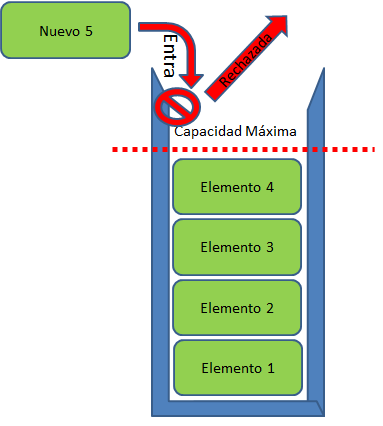 Nuevo 5
Entra
Rechazada
Capacidad Máxima
Elemento 4
Elemento 3
Elemento 2
Elemento 1